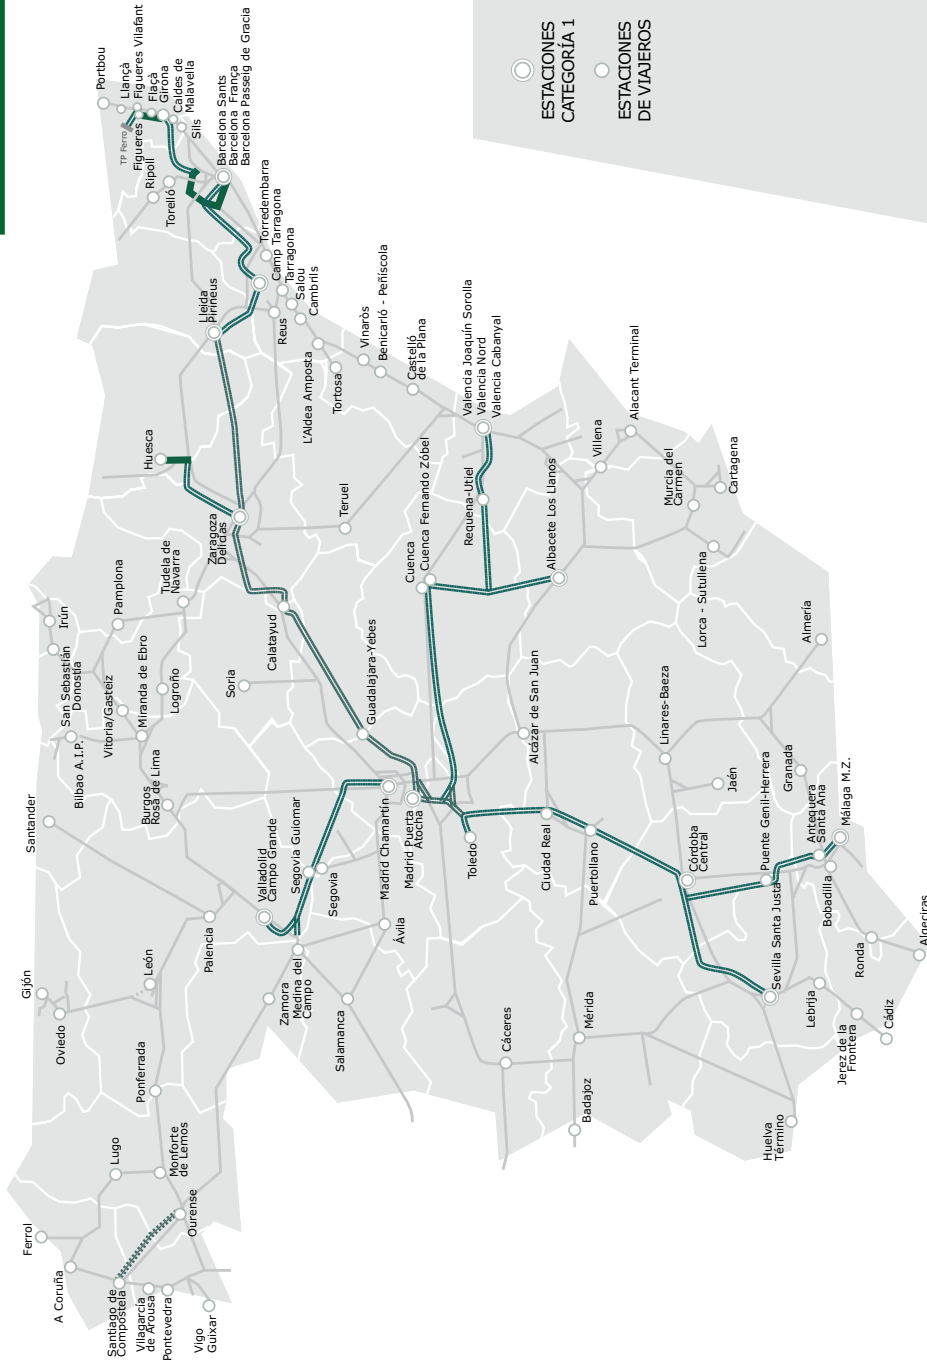 ESTACIONES
CATEGORÍA 1
ESTACIONES
DE VIAJEROS
Portbou
Llançà
Figueres Vilafant
Flaçà
Girona
Caldes de
Malavella
Sils
TP Ferro
Figueres
Ripoll
Torelló
Barcelona Sants
Barcelona França
Barcelona Passeig de Gracia
Torredembarra
Camp Tarragona
Tarragona
Salou
Cambrils
Reus
Lleida
Pirineus
L'Aldea Amposta
Tortosa
Vinaròs
Benicarló - Peñíscola
Castelló
de la Plana
Valencia Joaquín Sorolla
Valencia Nord
Valencia Cabanyal
Huesca
Zaragoza
Delicias
Teruel
Cuenca
Cuenca Fernando Zóbel
Requena-Utiel
Albacete Los Llanos
Villena
Alacant Terminal
Murcia del
Carmen
Cartagena
Lorca - Sutullena
Almería
Irún
San Sebastián
Donostia
Pamplona
Tudela de
Navarra
Bilbao A.I.P.
Vitoria/Gasteiz
Miranda de Ebro
Logroño
Soria
Calatayud
Guadalajara-Yebes
Alcázar de San Juan
Linares-Baeza
Jaén
Granada
Santander
Burgos
Rosa de Lima
Palencia
Valladolid
Campo Grande
Segovia Guiomar
Segovia
Madrid Chamartín
Madrid Puerta
Atocha
Toledo
Ciudad Real
Puertollano
Córdoba
Central
Puente Genil-Herrera
Antequera
Santa Ana
Málaga M.Z.
Bobadilla
Ronda
Algeciras
Sevilla Santa Justa
Lebrija
Jerez de la
Frontera
Cádiz
Huelva
Término
Gijón
Oviedo
León
Zamora
Medina del
Campo
Ávila
Salamanca
Cáceres
Mérida
Badajoz
Ponferrada
Lugo
Monforte
de Lemos
Ourense
Ferrol
A Coruña
Santiago de
Compostela
Vilagarcía
de Arousa
Pontevedra
Vigo
Guixar